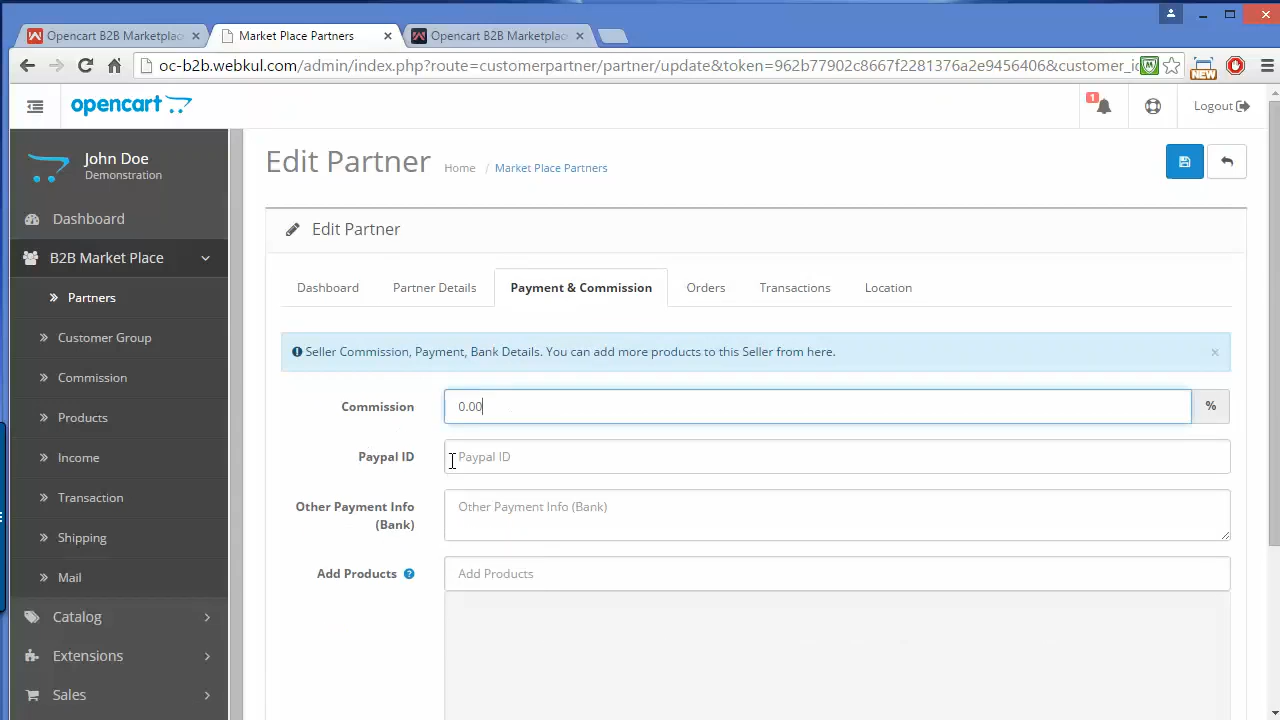 Opencart B2B Marketplac
Market Place Partners
Opencart B2B Marketplac
oc-b2b.webkul.com/admin/index.php?route=customerpartner/partner/update&token=962b77902c8667f2281376a2e9456406&customer_ic
NEW
opencart
1
Logout
John Doe
Demonstration
Edit Partner
Home / Market Place Partners
Dashboard
B2B Market Place
Partners
Customer Group
Commission
Products
Income
Transaction
Shipping
Mail
Catalog
Extensions
Sales
Edit Partner
Dashboard
Partner Details
Payment & Commission
Orders
Transactions
Location
Seller Commission, Payment, Bank Details. You can add more products to this Seller from here.
Commission
0.00
%
Paypal ID
Paypal ID
Other Payment Info
(Bank)
Other Payment Info (Bank)
Add Products
Add Products